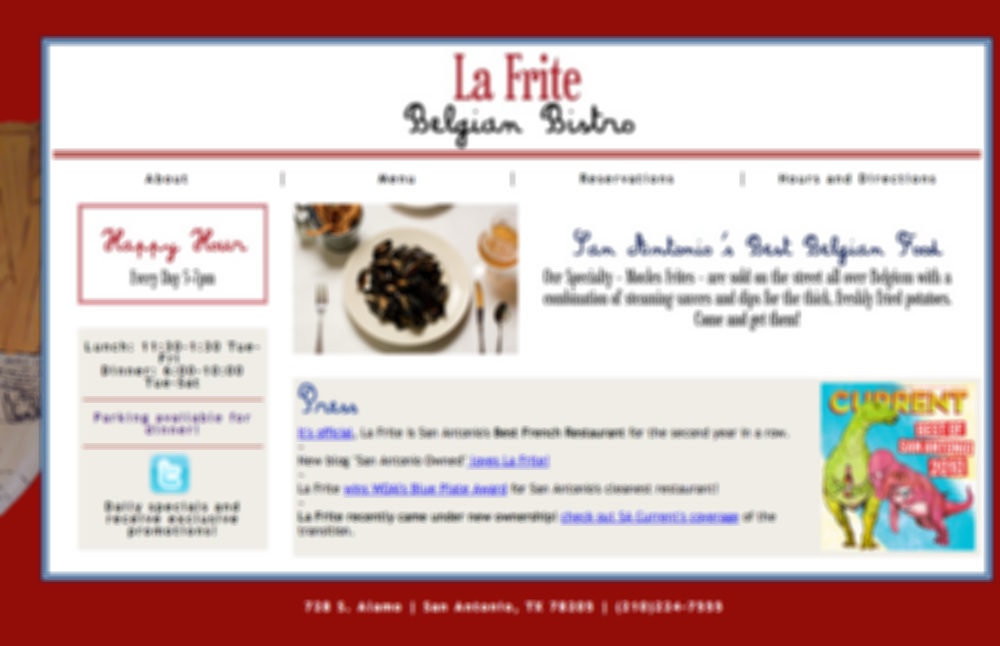 La Frite
Belgian Bistro
About | Menu | Reservations | Hours and Directions
Happy Hour
Every Day 5-7pm
San Antonio's Best Belgian Food
Our Specialty - Moules Frites - are sold on the street all over Belgium with a
combination of steaming sauces and dips for the thick, freshly fried potatoes.
Come and get them!
Lunch: 11:30-1:30 Tue-
Fri
Dinner: 6:00-10:00
Tue-Sat
Parking available for
dinner!
Daily specials and
receive exclusive
promotions!
Press
It's official, La Frite is San Antonio's Best French Restaurant for the second year in a row.
New blog "San Antonio Owned" loves La Frite!
La Frite wins Blue Plate Award for San Antonio's cleanest restaurant!
La Frite recently came under new ownership! check out SA Current's coverage of the
transition.
CURRENT
BEST OF
SAN ANTONIO
2010
728 S. Alamo | San Antonio, TX 78205 |